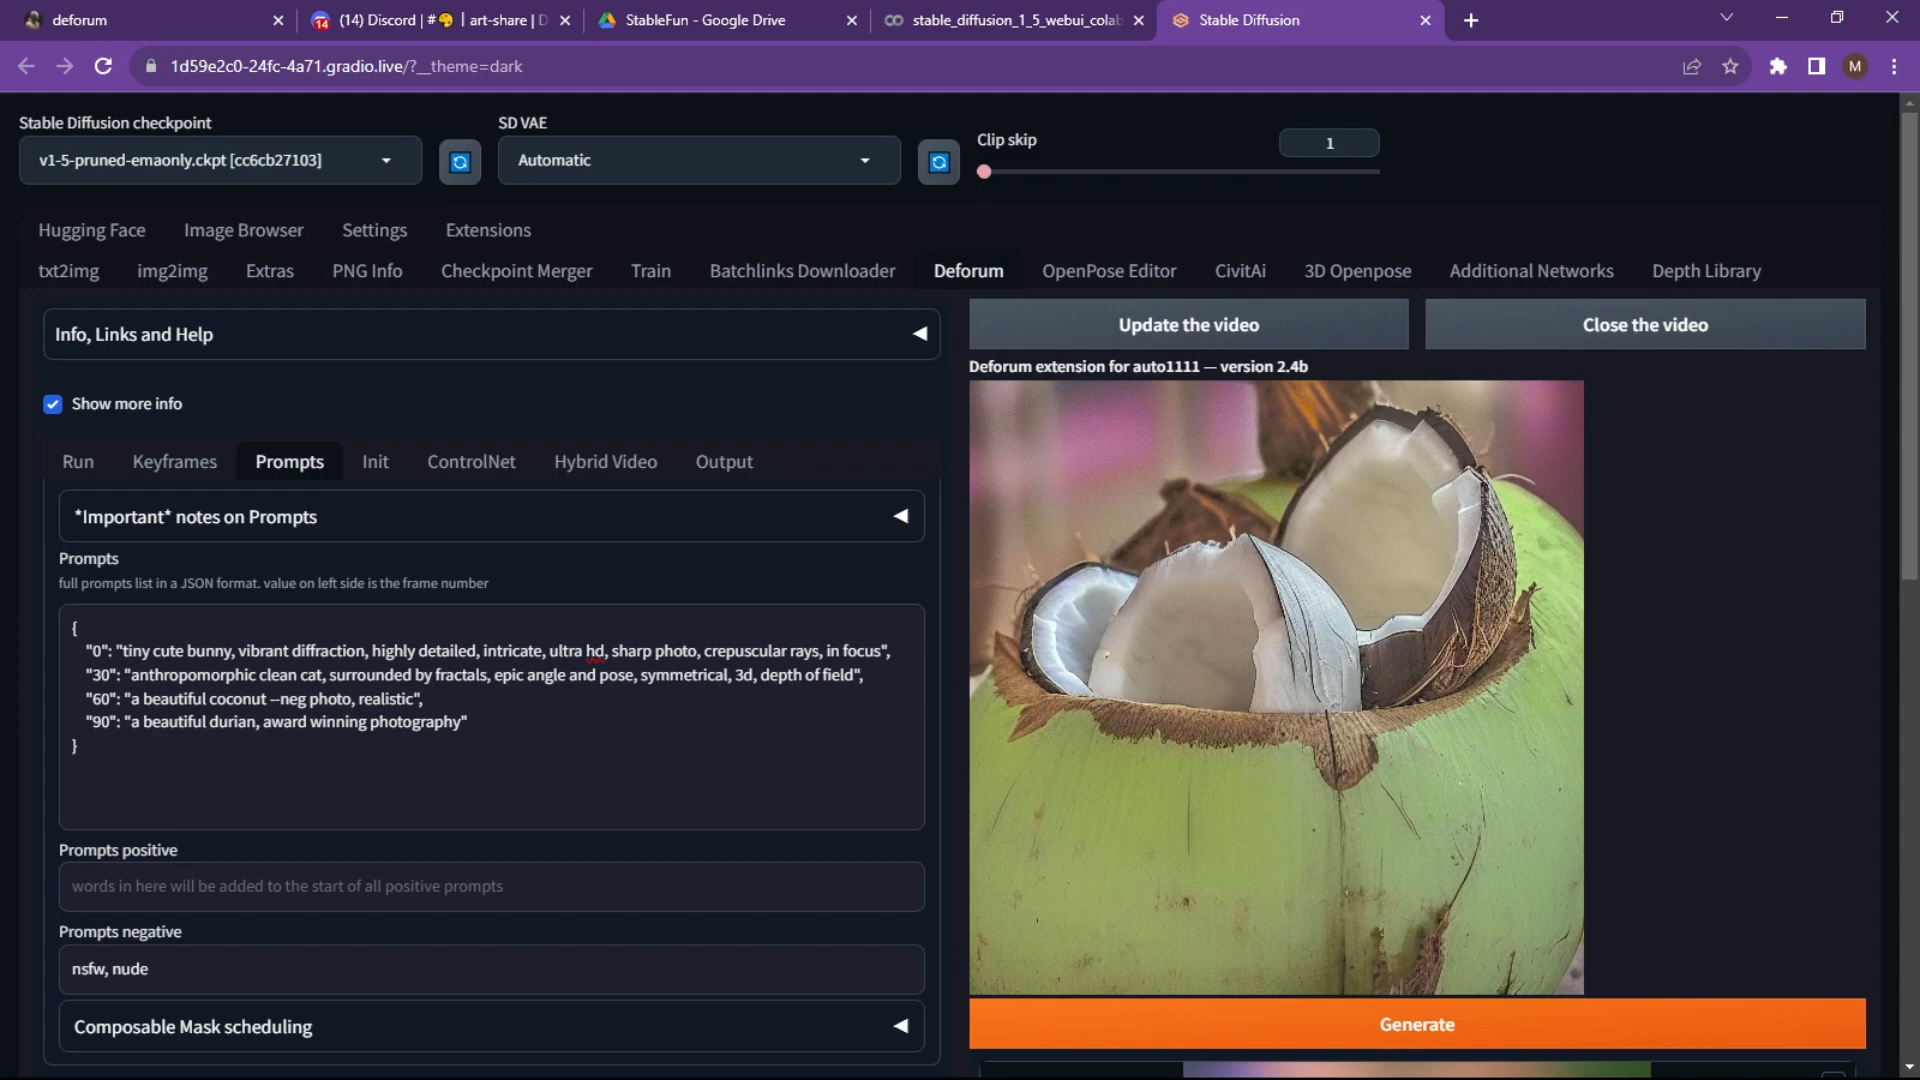 deforum
(14) Discord | # | art-share | D
StableFun - Google Drive
stable_diffusion_1_5_webui_colab
Stable Diffusion
1d59e2c0-24fc-4a71.gradio.live/?__theme=dark
M
Stable Diffusion checkpoint
SD VAE
Clip skip
1
v1-5-pruned-emaonly.ckpt [cc6cb27103]
Automatic
Hugging Face
Image Browser
Settings
Extensions
txt2img
img2img
Extras
PNG Info
Checkpoint Merger
Train
Batchlinks Downloader
Deforum
OpenPose Editor
CivitAi
3D Openpose
Additional Networks
Depth Library
Info, Links and Help
Show more info
Run
Keyframes
Prompts
Init
ControlNet
Hybrid Video
Output
*Important* notes on Prompts
Prompts
full prompts list in a JSON format. value on left side is the frame number
{
"0": "tiny cute bunny, vibrant diffraction, highly detailed, intricate, ultra hd, sharp photo, crepuscular rays, in focus",
"30": "anthropomorphic clean cat, surrounded by fractals, epic angle and pose, symmetrical, 3d, depth of field",
"60": "a beautiful coconut --neg photo, realistic",
"90": "a beautiful durian, award winning photography"
}
Prompts positive
words in here will be added to the start of all positive prompts
Prompts negative
nsfw, nude
Composable Mask scheduling
Update the video
Close the video
Deforum extension for auto1111 — version 2.4b
Generate